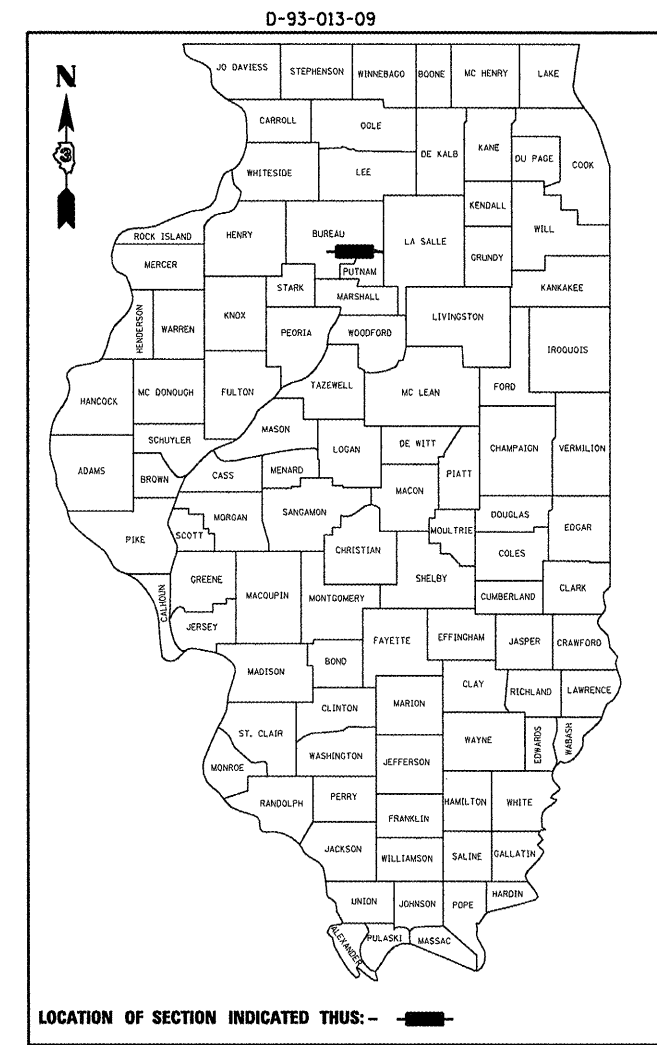 D-93-013-09
N
JO DAVIESS STEPHENSON WINNEBAGO BOONE MC HENRY LAKE
CARROLL OGLE DE KALB KANE DU PAGE COOK
WHITESIDE LEE
KENDALL
ROCK ISLAND HENRY BUREAU LA SALLE WILL
MERCER PUTNAM GRUNDY
STARK MARSHALL KANKAKEE
HENDERSON WARREN KNOX PEORIA WOODFORD LIVINGSTON IROQUOIS
HANCOCK MC DONOUGH FULTON TAZEWELL MC LEAN FORD
SCHUYLER MASON LOGAN DE WITT CHAMPAIGN VERMILION
ADAMS BROWN CASS MENARD MACON PIATT
PIKE SCOTT MORGAN SANGAMON CHRISTIAN MOULTRIE DOUGLAS EDGAR
COLES
CALHOUN GREENE MACOUPIN MONTGOMERY SHELBY CUMBERLAND CLARK
JERSEY FAYETTE EFFINGHAM JASPER CRAWFORD
MADISON BOND
CLINTON MARION CLAY RICHLAND LAWRENCE
ST. CLAIR WASHINGTON JEFFERSON WAYNE EDWARDS WABASH
MONROE
RANDOLPH PERRY FRANKLIN HAMILTON WHITE
JACKSON WILLIAMSON SALINE GALLATIN
UNION JOHNSON POPE HARDIN
ALEXANDER PULASKI MASSAC
LOCATION OF SECTION INDICATED THUS:-